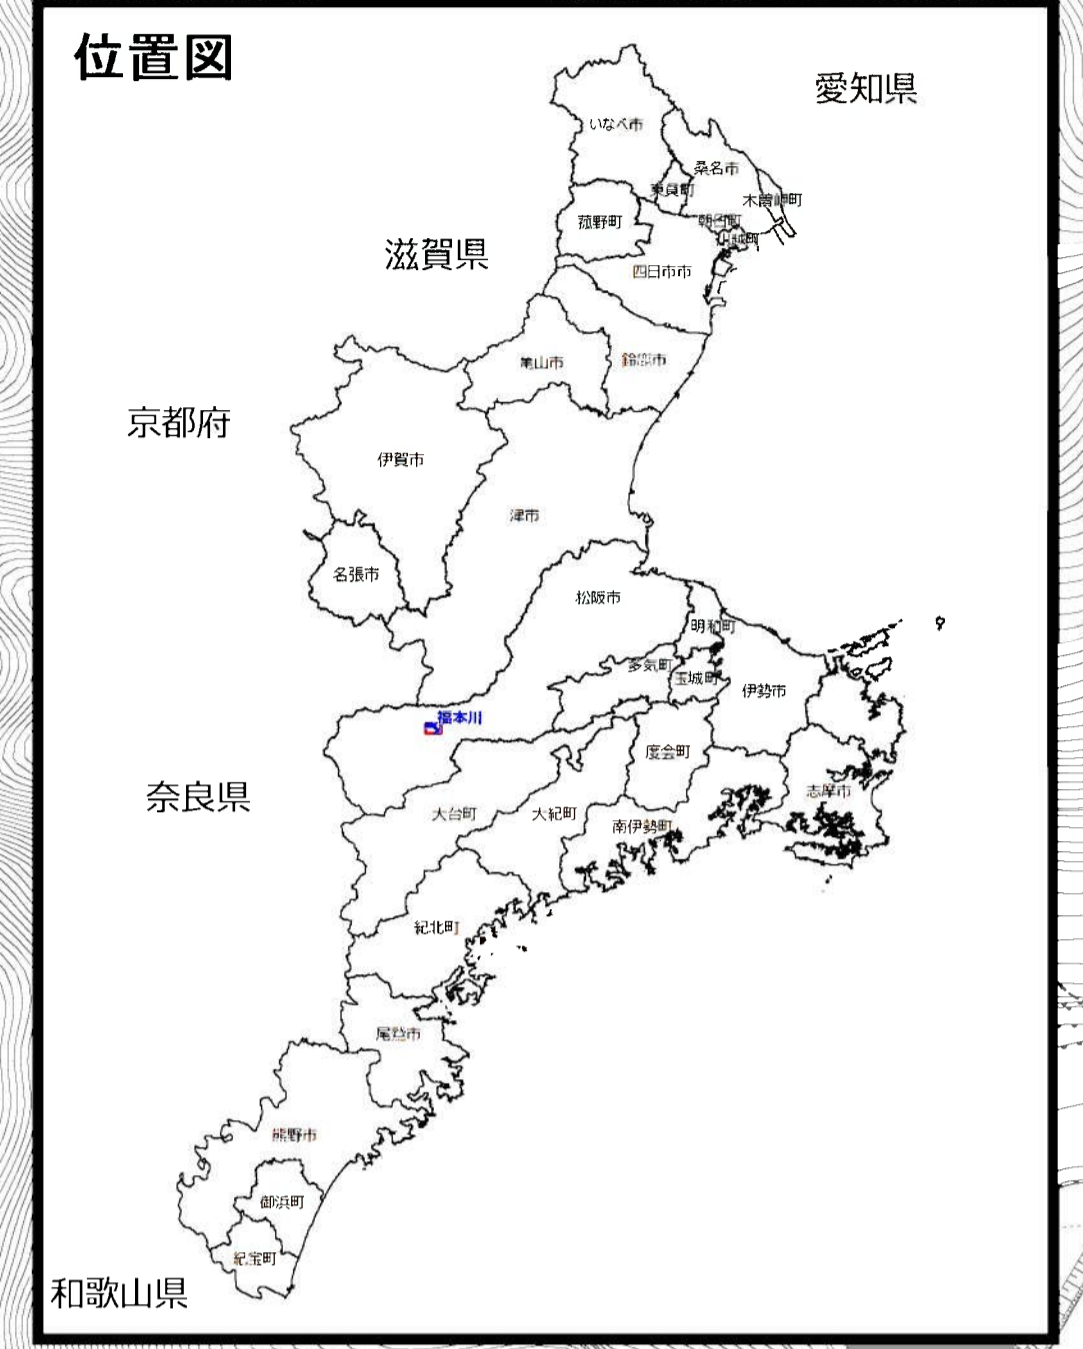 位置図
愛知県
いなべ市
桑名市
東員町
木曽岬町
菰野町
朝日町
川越町
滋賀県
四日市市
亀山市
鈴鹿市
京都府
伊賀市
津市
名張市
松阪市
明和町
多気町
玉城町
伊勢市
福本川
度会町
奈良県
志摩市
大台町
大紀町
南伊勢町
紀北町
尾鷲市
熊野市
御浜町
紀宝町
和歌山県